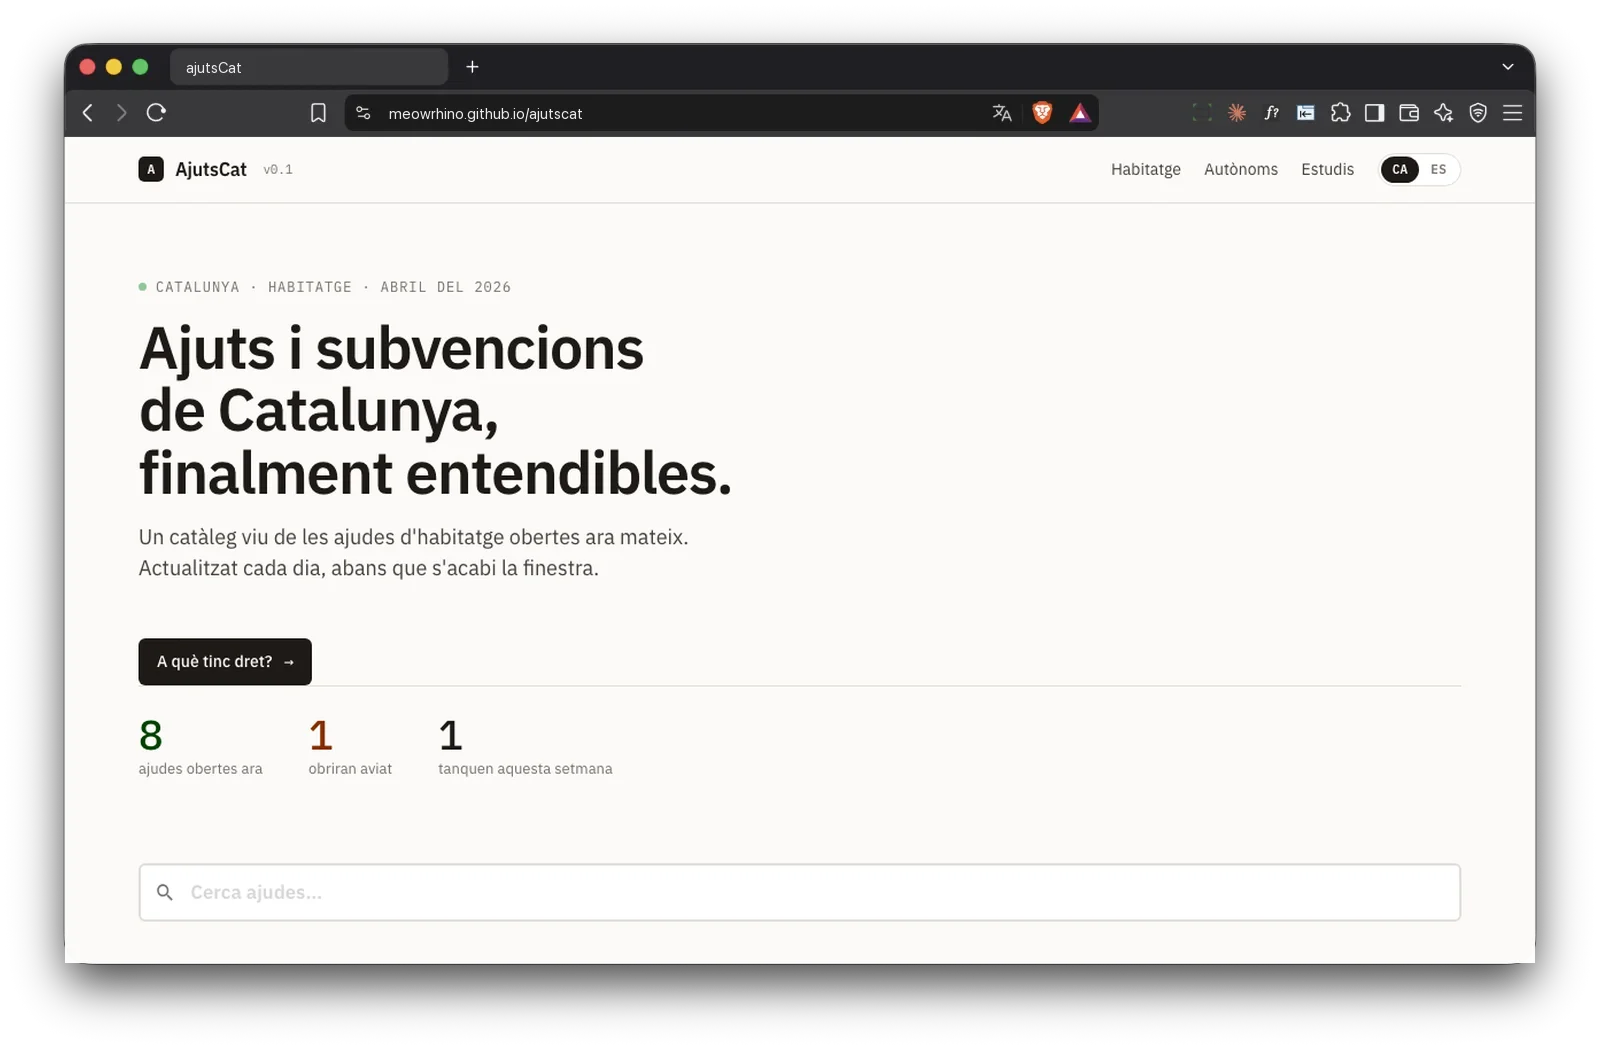 ajutsCat
meowrhino.github.io/ajutscat
f?
A AjutsCat v0.1
Habitatge Autònoms Estudis CA ES
CATALUNYA · HABITATGE · ABRIL DEL 2026
Ajuts i subvencions
de Catalunya,
finalment entendibles.
Un catàleg viu de les ajudes d'habitatge obertes ara mateix.
Actualitzat cada dia, abans que s'acabi la finestra.
A què tinc dret? →
8 1 1
ajudes obertes ara obriran aviat tanquen aquesta setmana
Cerca ajudes...